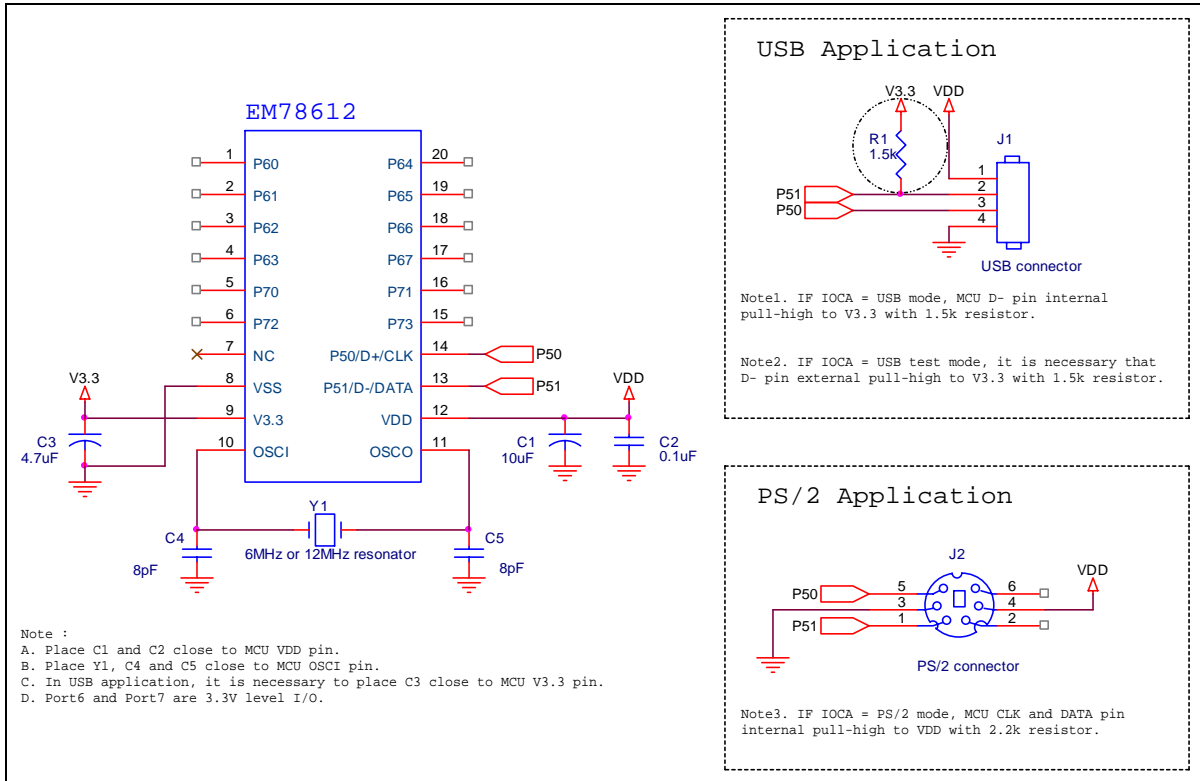 EM78612
1 P60
2 P61
3 P62
4 P63
5 P70
6 P72
7 NC
8 VSS
9 V3.3
10 OSCI
P64 20
P65 19
P66 18
P67 17
P71 16
P73 15
P50/D+/CLK 14 P50
P51/D-/DATA 13 P51
VDD 12
OSCO 11
V3.3
C3
4.7uF
VDD
C1
10uF
C2
0.1uF
Y1
6MHz or 12MHz resonator
C4
8pF
C5
8pF
Note :
A. Place C1 and C2 close to MCU VDD pin.
B. Place Y1, C4 and C5 close to MCU OSCI pin.
C. In USB application, it is necessary to place C3 close to MCU V3.3 pin.
D. Port6 and Port7 are 3.3V level I/O.
USB Application
V3.3 VDD
R1
1.5k
J1
P51
P50
1
2
3
4
USB connector
Note1. IF IOCA = USB mode, MCU D- pin internal
pull-high to V3.3 with 1.5k resistor.
Note2. IF IOCA = USB test mode, it is necessary that
D- pin external pull-high to V3.3 with 1.5k resistor.
PS/2 Application
J2
VDD
P50 5 6
3 4
P51 1 2
PS/2 connector
Note3. IF IOCA = PS/2 mode, MCU CLK and DATA pin
internal pull-high to VDD with 2.2k resistor.